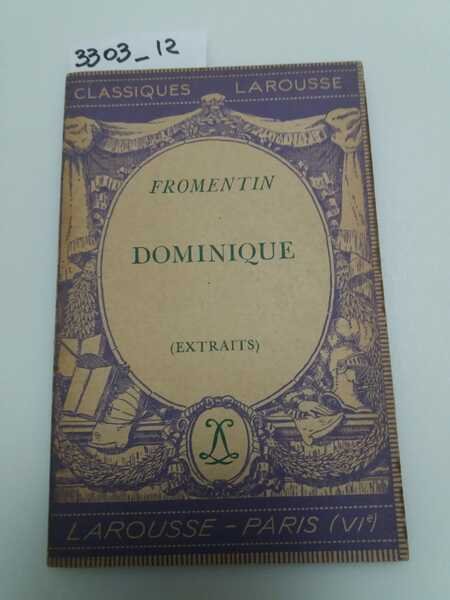 3303_12
CLASSIQUES LAROUSSE
FROMENTIN
DOMINIQUE
(EXTRAITS)
LAROUSSE - PARIS (VIe)